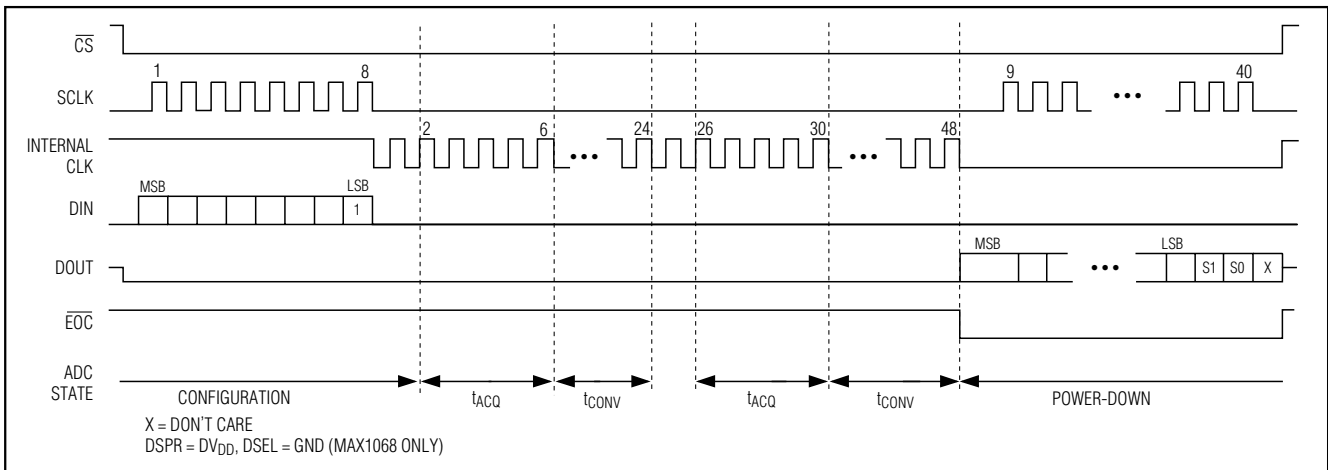 CS
1 8 9 40
SCLK
2 6 24 26 30 48
INTERNAL
CLK
MSB LSB
DIN 1
MSB LSB
DOUT S1 S0 X
EOC
ADC
STATE
CONFIGURATION tACQ tCONV tACQ tCONV POWER-DOWN
X = DON'T CARE
DSPR = DVDD, DSEL = GND (MAX1068 ONLY)